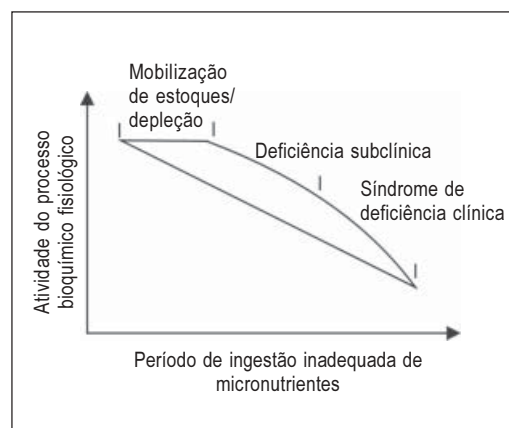 Mobilização
de estoques/
depleção
Deficiência subclínica
Síndrome de
deficiência clínica
Atividade do processo
bioquímico fisiológico
Período de ingestão inadequada de
micronutrientes